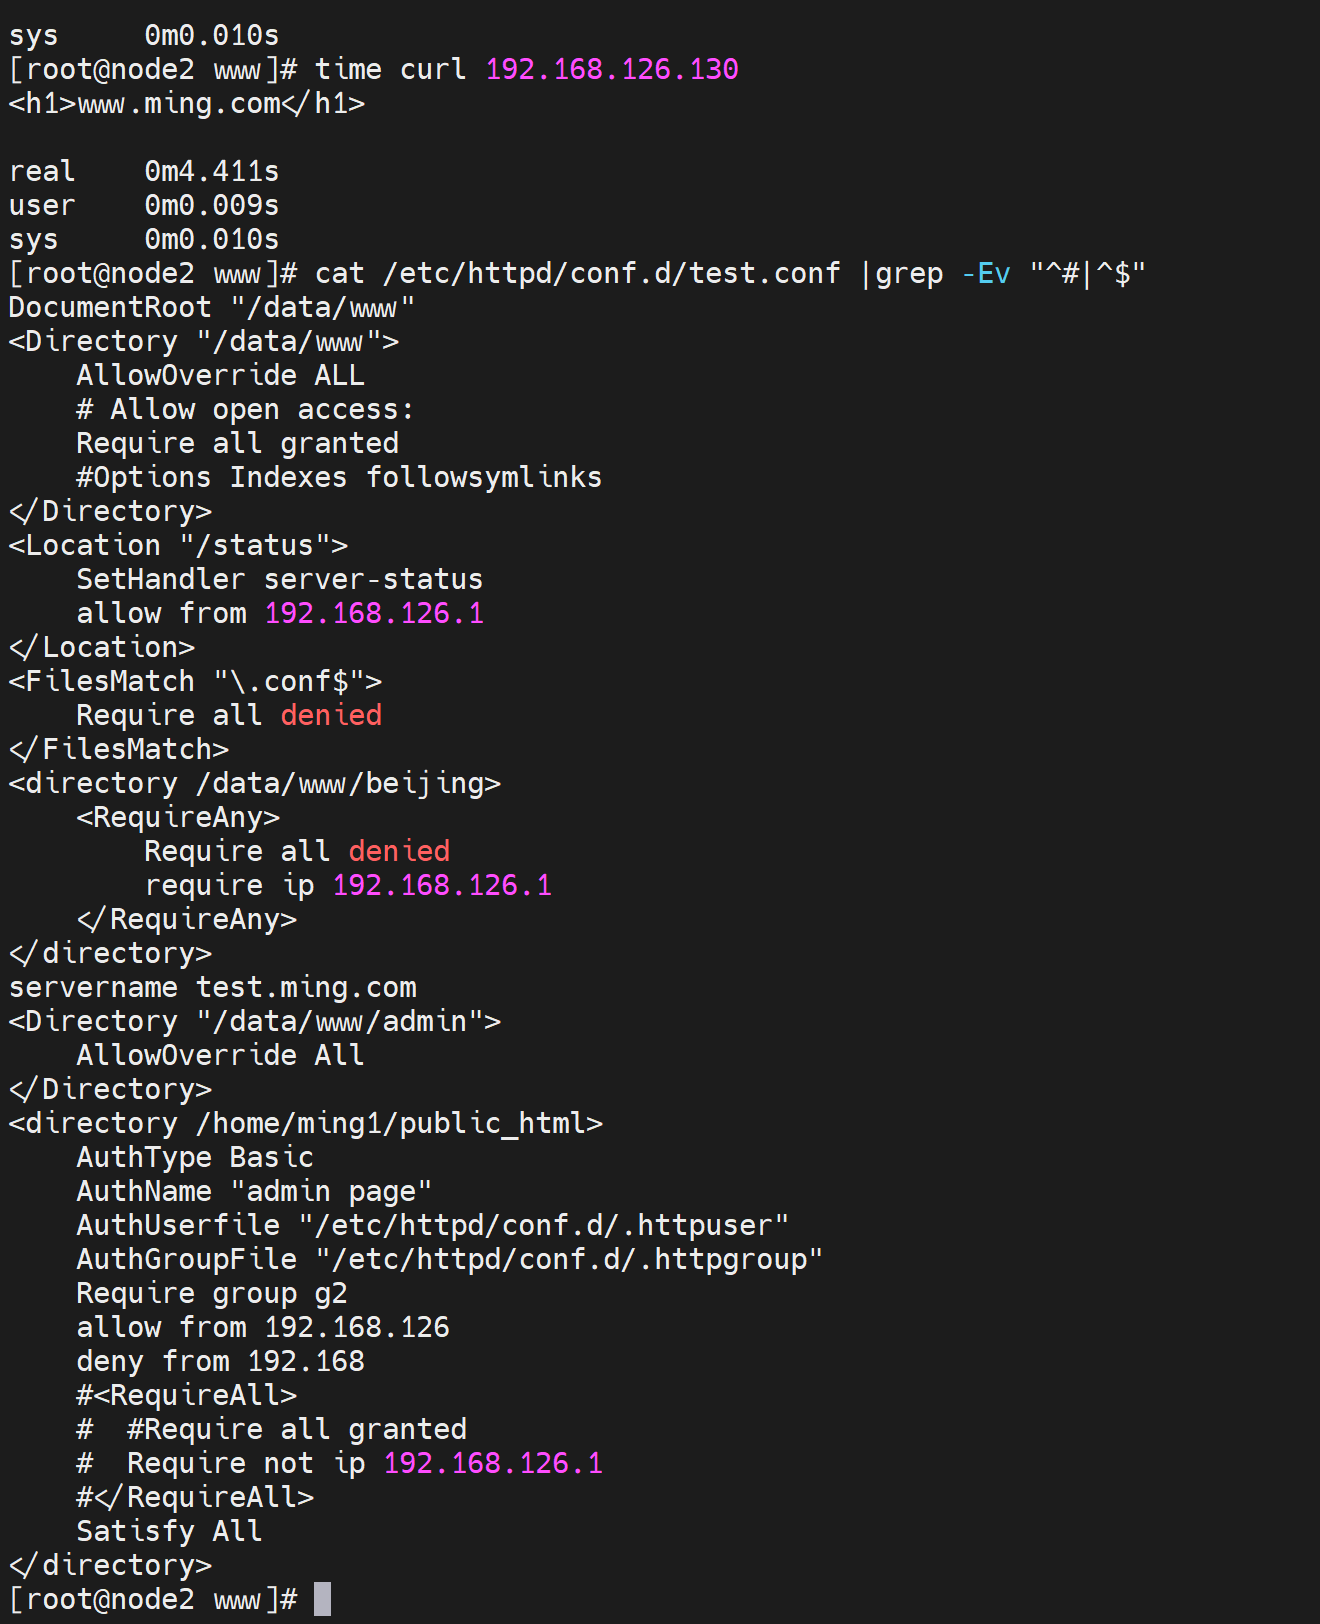 sys     0m0.010s
[root@node2 www]# time curl 192.168.126.130
<h1>www.ming.com</h1>

real    0m4.411s
user    0m0.009s
sys     0m0.010s
[root@node2 www]# cat /etc/httpd/conf.d/test.conf |grep -Ev "^#|^$"
DocumentRoot "/data/www"
<Directory "/data/www">
    AllowOverride ALL
    # Allow open access:
    Require all granted
    #Options Indexes followsymlinks
</Directory>
<Location "/status">
    SetHandler server-status
    allow from 192.168.126.1
</Location>
<FilesMatch "\.conf$">
    Require all denied
</FilesMatch>
<directory /data/www/beijing>
    <RequireAny>
        Require all denied
        require ip 192.168.126.1
    </RequireAny>
</directory>
servername test.ming.com
<Directory "/data/www/admin">
    AllowOverride All
</Directory>
<directory /home/ming1/public_html>
    AuthType Basic
    AuthName "admin page"
    AuthUserfile "/etc/httpd/conf.d/.httpuser"
    AuthGroupFile "/etc/httpd/conf.d/.httpgroup"
    Require group g2
    allow from 192.168.126
    deny from 192.168
    #<RequireAll>
    #  #Require all granted
    #  Require not ip 192.168.126.1
    #</RequireAll>
    Satisfy All
</directory>
[root@node2 www]#